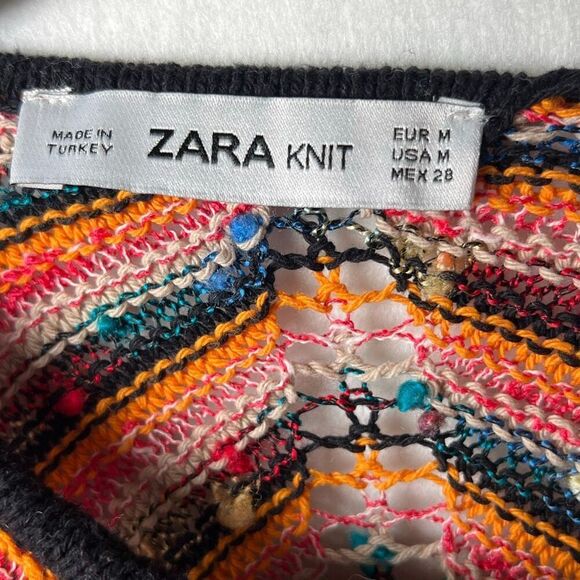 MADE IN
TURKEY
ZARA KNIT
EUR M
USA M
MEX 28